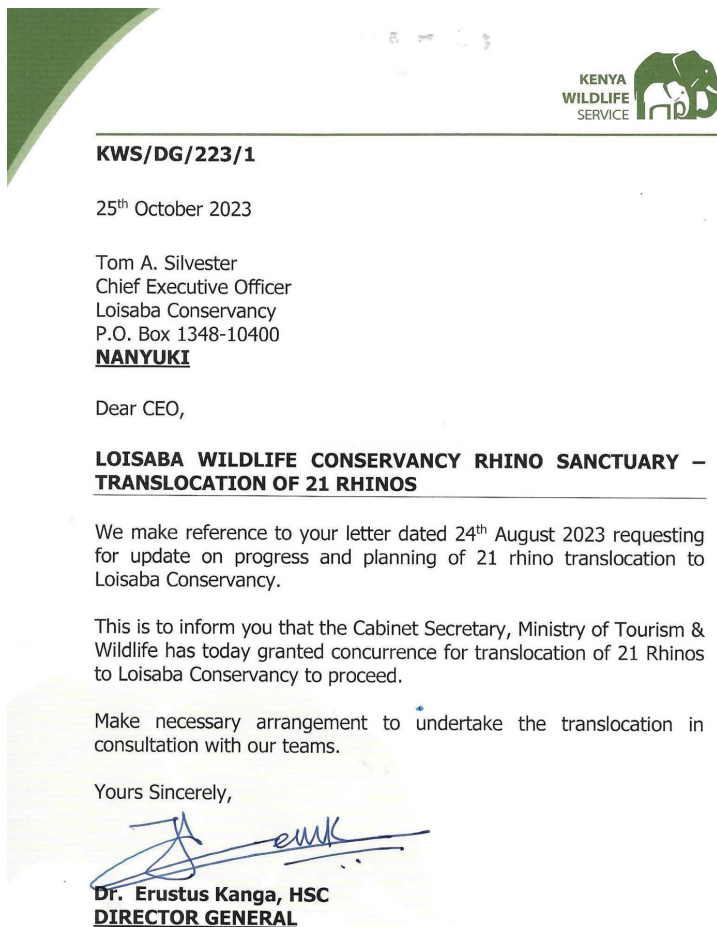 KENYA
WILDLIFE
SERVICE
KWS/DG/223/1
25th October 2023
Tom A. Silvester
Chief Executive Officer
Loisaba Conservancy
P.O. Box 1348-10400
NANYUKI
Dear CEO,
LOISABA WILDLIFE CONSERVANCY RHINO SANCTUARY –
TRANSLOCATION OF 21 RHINOS
We make reference to your letter dated 24th August 2023 requesting
for update on progress and planning of 21 rhino translocation to
Loisaba Conservancy.
This is to inform you that the Cabinet Secretary, Ministry of Tourism &
Wildlife has today granted concurrence for translocation of 21 Rhinos
to Loisaba Conservancy to proceed.
Make necessary arrangement to undertake the translocation in
consultation with our teams.
Yours Sincerely,
Dr. Erustus Kanga, HSC
DIRECTOR GENERAL